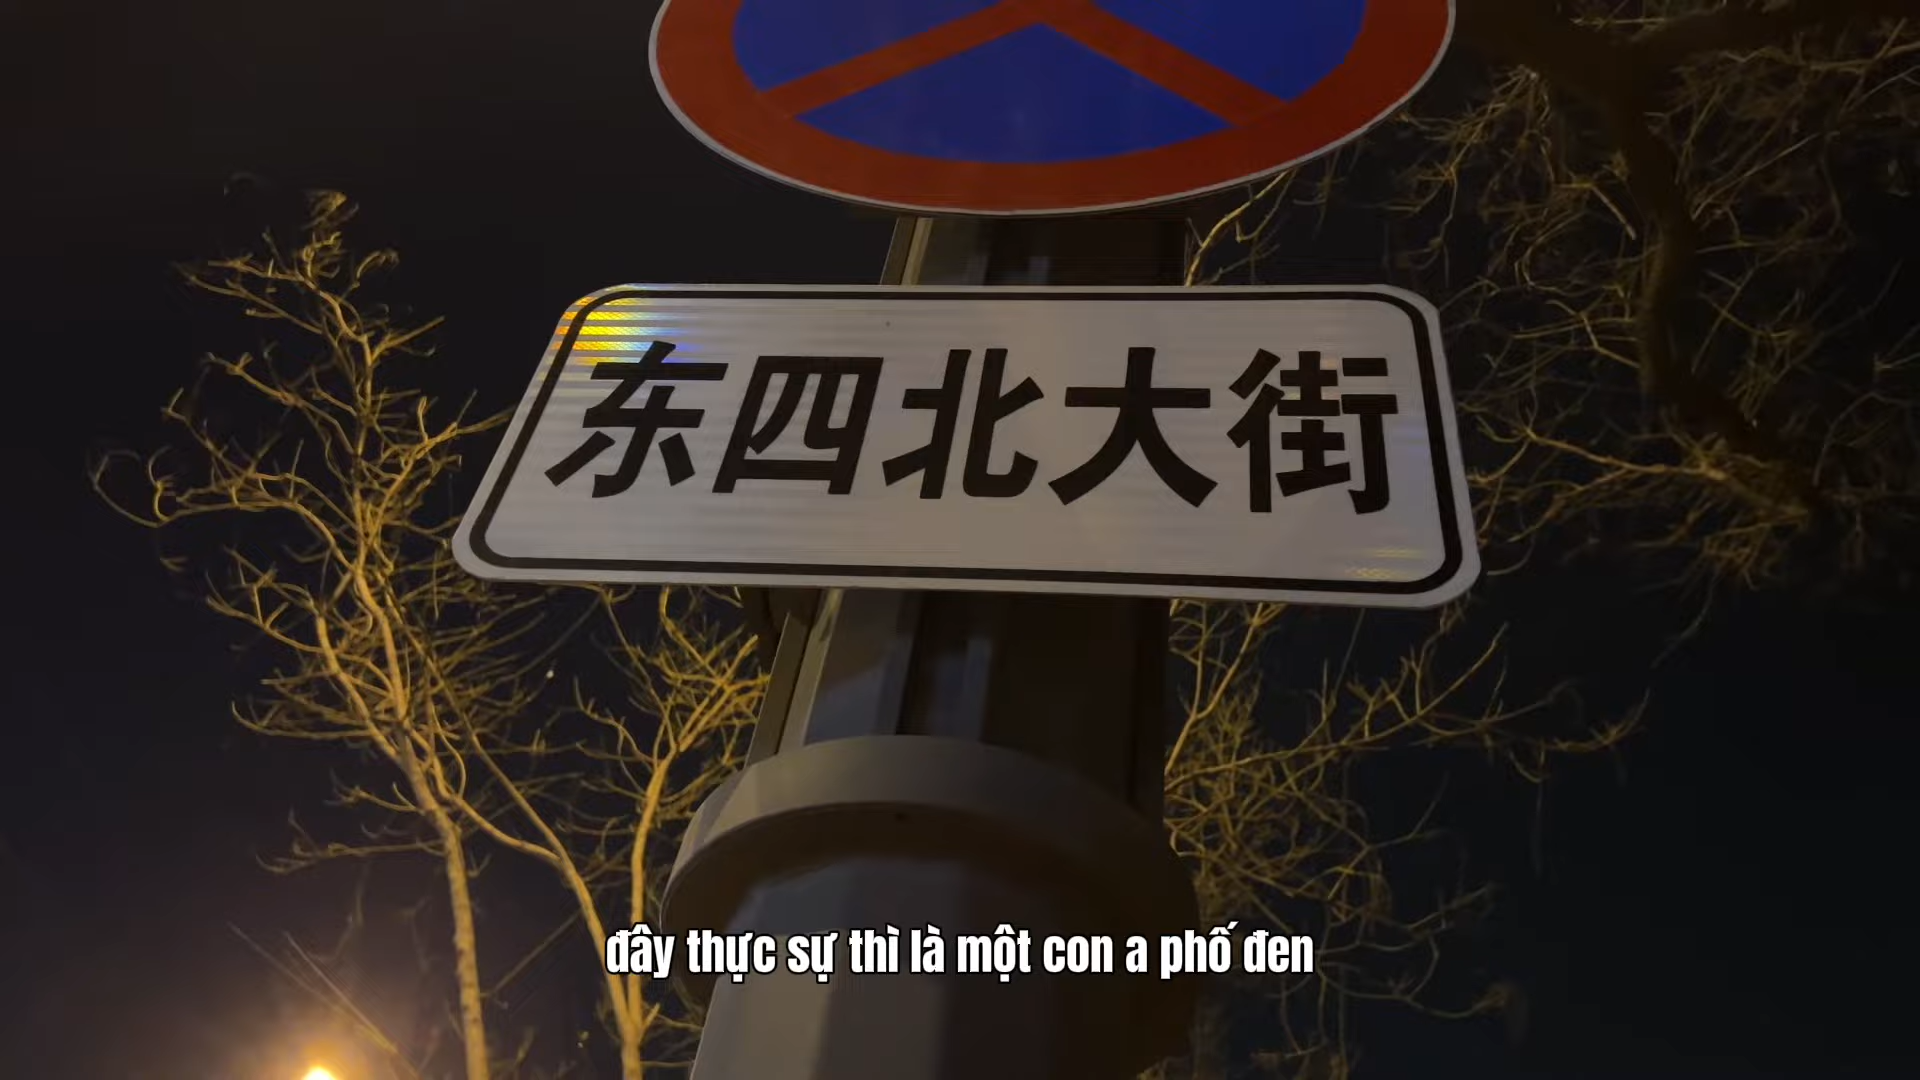 东四北大街
đây thực sự thì là một con a phố đen